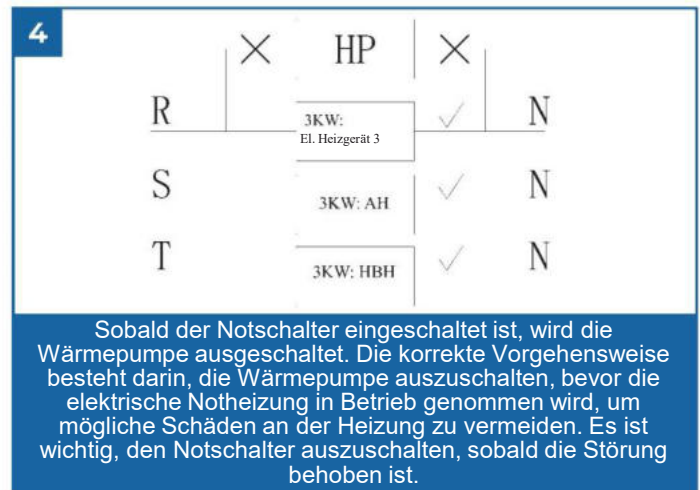 4
HP
R 3KW: N
El. Heizgerät 3
S 3KW: AH N
T 3KW: HBH N
Sobald der Notschalter eingeschaltet ist, wird die
Wärmepumpe ausgeschaltet. Die korrekte Vorgehensweise
besteht darin, die Wärmepumpe auszuschalten, bevor die
elektrische Notheizung in Betrieb genommen wird, um
mögliche Schäden an der Heizung zu vermeiden. Es ist
wichtig, den Notschalter auszuschalten, sobald die Störung
behoben ist.